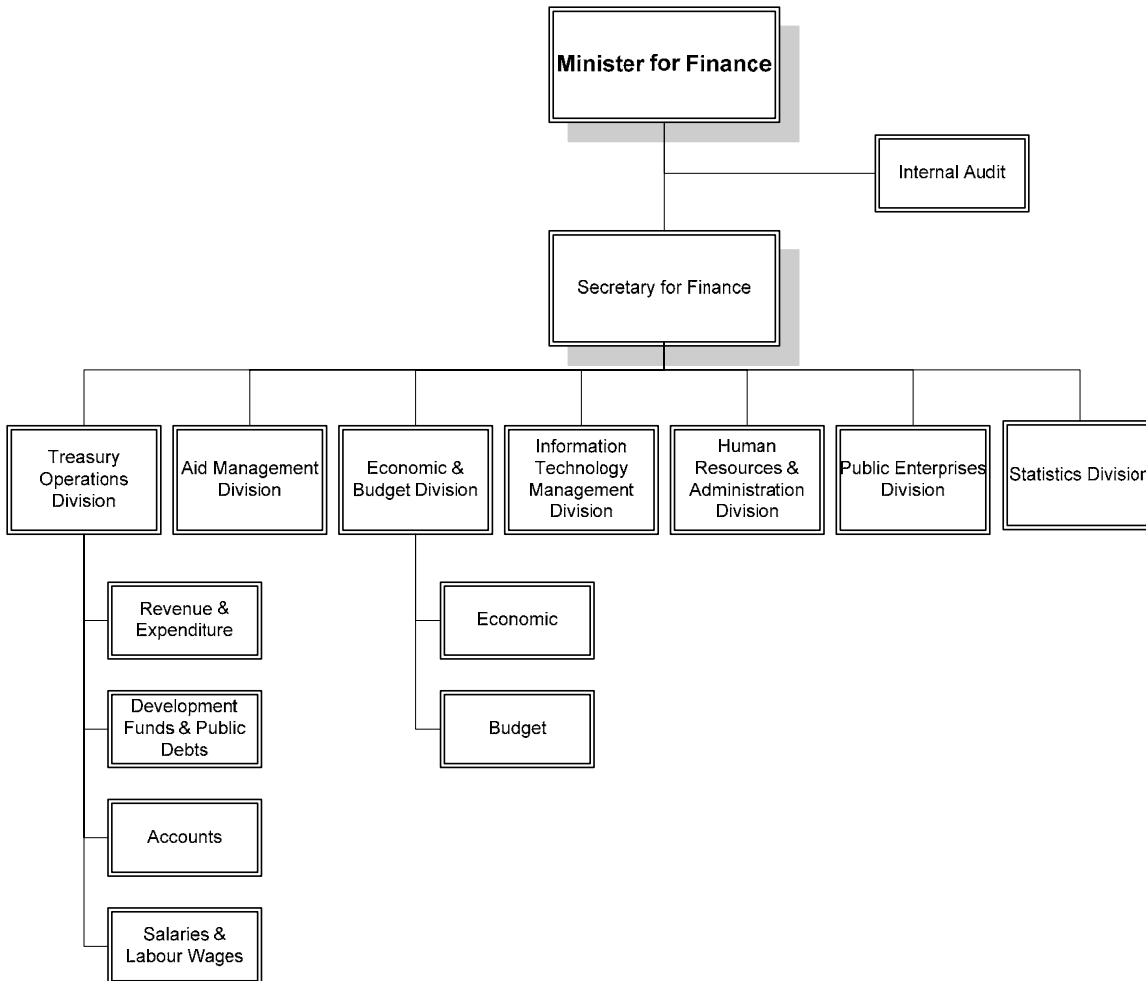 Minister for Finance
Internal Audit
Secretary for Finance
Treasury
Operations
Division
Aid Management
Division
Economic &
Budget Division
Information
Technology
Management
Division
Human
Resources &
Administration
Division
Public Enterprises
Division
Statistics Division
Revenue &
Expenditure
Economic
Development
Funds & Public
Debts
Budget
Accounts
Salaries &
Labour Wages